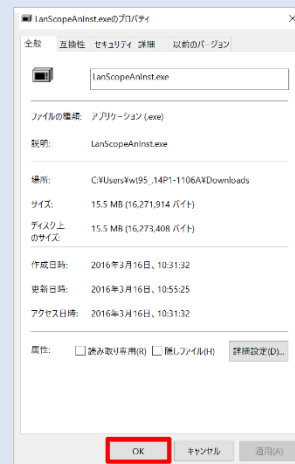 LanScopeAnInst.exeのプロパティ
全般 互換性 セキュリティ 詳細 以前のバージョン
LanScopeAnInst.exe
ファイルの種類: アプリケーション (.exe)
説明: LanScopeAnInst.exe
場所: C:¥Users¥wt95_.14P1-1106A¥Downloads
サイズ: 15.5 MB (16,271,914 バイト)
ディスク上
のサイズ: 15.5 MB (16,273,408 バイト)
作成日時: 2016年3月16日、10:31:32
更新日時: 2016年3月16日、10:55:25
アクセス日時: 2016年3月16日、10:31:32
属性: 読み取り専用(R) 隠しファイル(H) 詳細設定(D)...
OK キャンセル 適用(A)